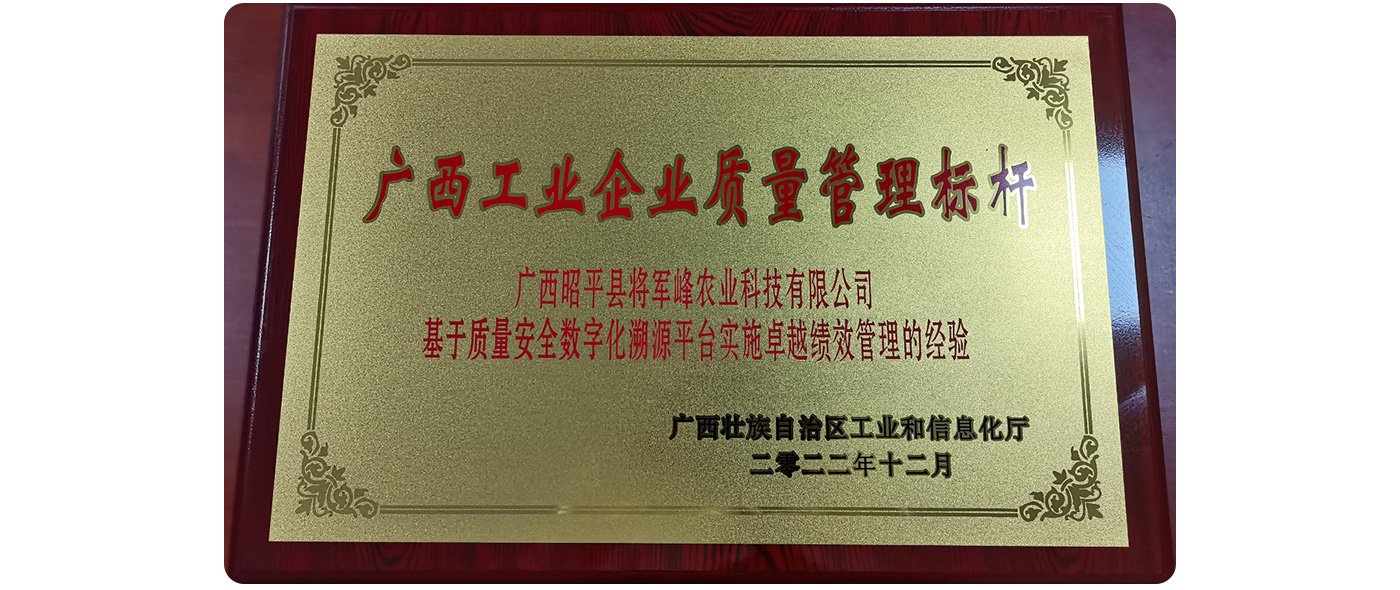 广西工业企业质量管理标杆
广西昭平县将军峰农业科技有限公司
基于质量安全数字化溯源平台实施卓越绩效管理的经验
广西壮族自治区工业和信息化厅
二零二二年十二月